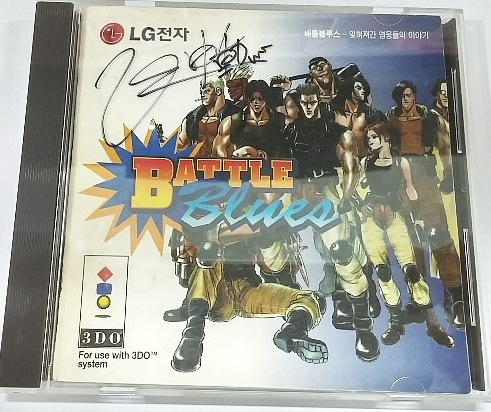 LG전자
배틀블루스 - 잊혀져간 영웅들의 이야기
BATTLE
Blues
3DO
For use with 3DO™
system